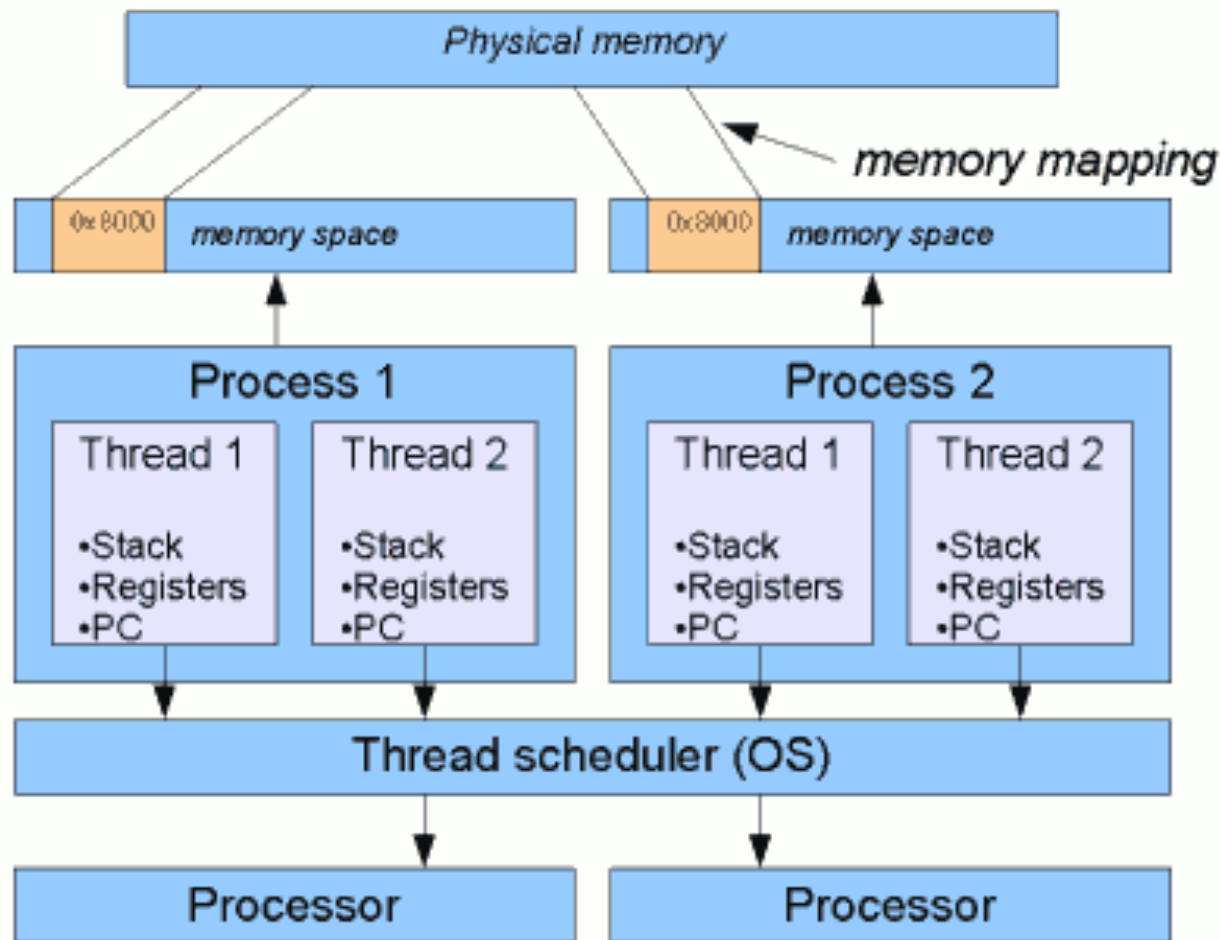 Physical memory
memory mapping
0x8000 memory space
0x8000 memory space
Process 1
Thread 1
•Stack
•Registers
•PC
Thread 2
•Stack
•Registers
•PC
Process 2
Thread 1
•Stack
•Registers
•PC
Thread 2
•Stack
•Registers
•PC
Thread scheduler (OS)
Processor
Processor